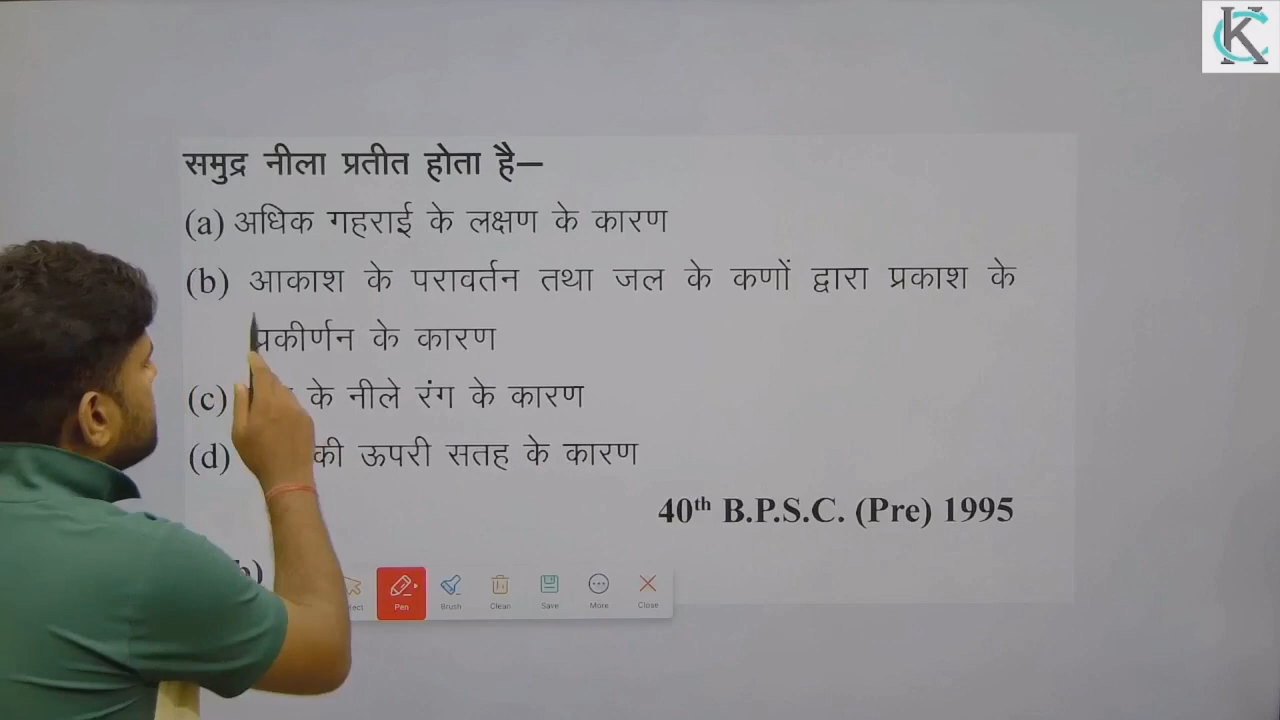 समुद्र नीला प्रतीत होता है—
(a) अधिक गहराई के लक्षण के कारण
(b) आकाश के परावर्तन तथा जल के कणों द्वारा प्रकाश के
प्रकीर्णन के कारण
(c) के नीले रंग के कारण
(d) की ऊपरी सतह के कारण
40th B.P.S.C. (Pre) 1995
Pen Brush Clean Save More Close
KC